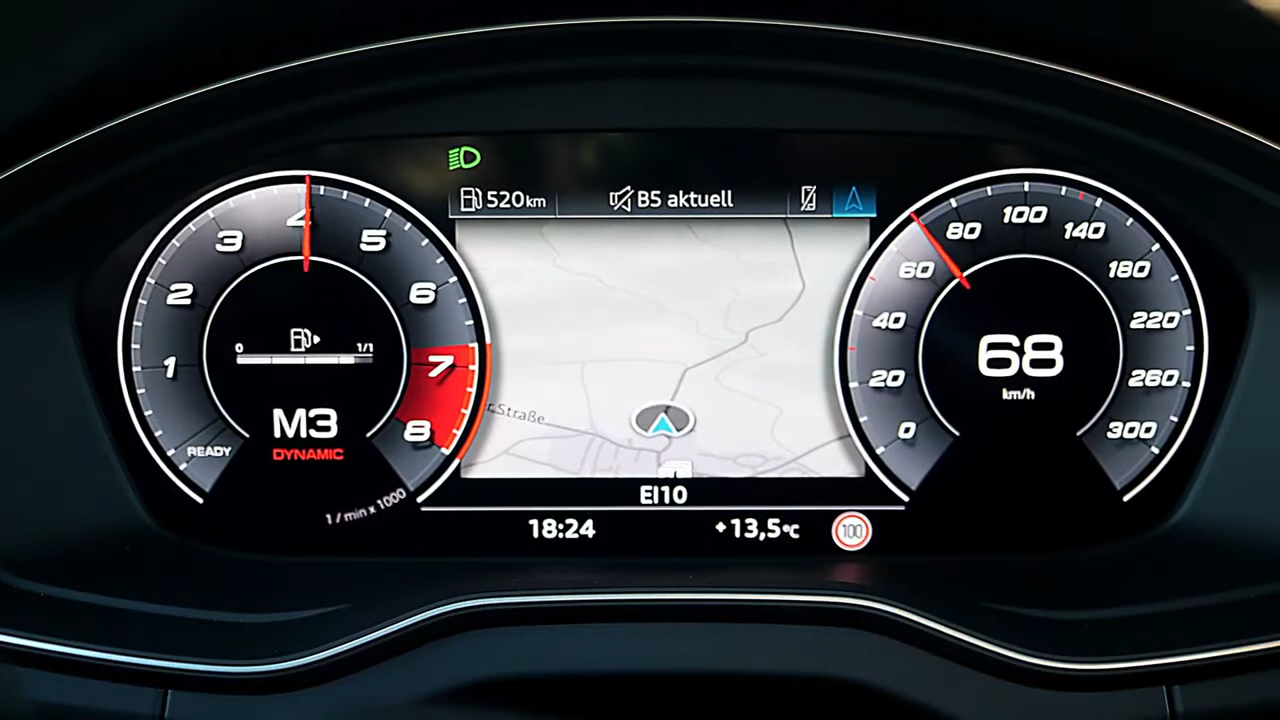 520km
B5 aktuell
1
2
3
4
5
6
7
8
READY
1 / min x 1000
0
1/1
M3
DYNAMIC
r.Straße
EI10
18:24
+13,5°C
100
0
20
40
60
80
100
140
180
220
260
300
68
km/h